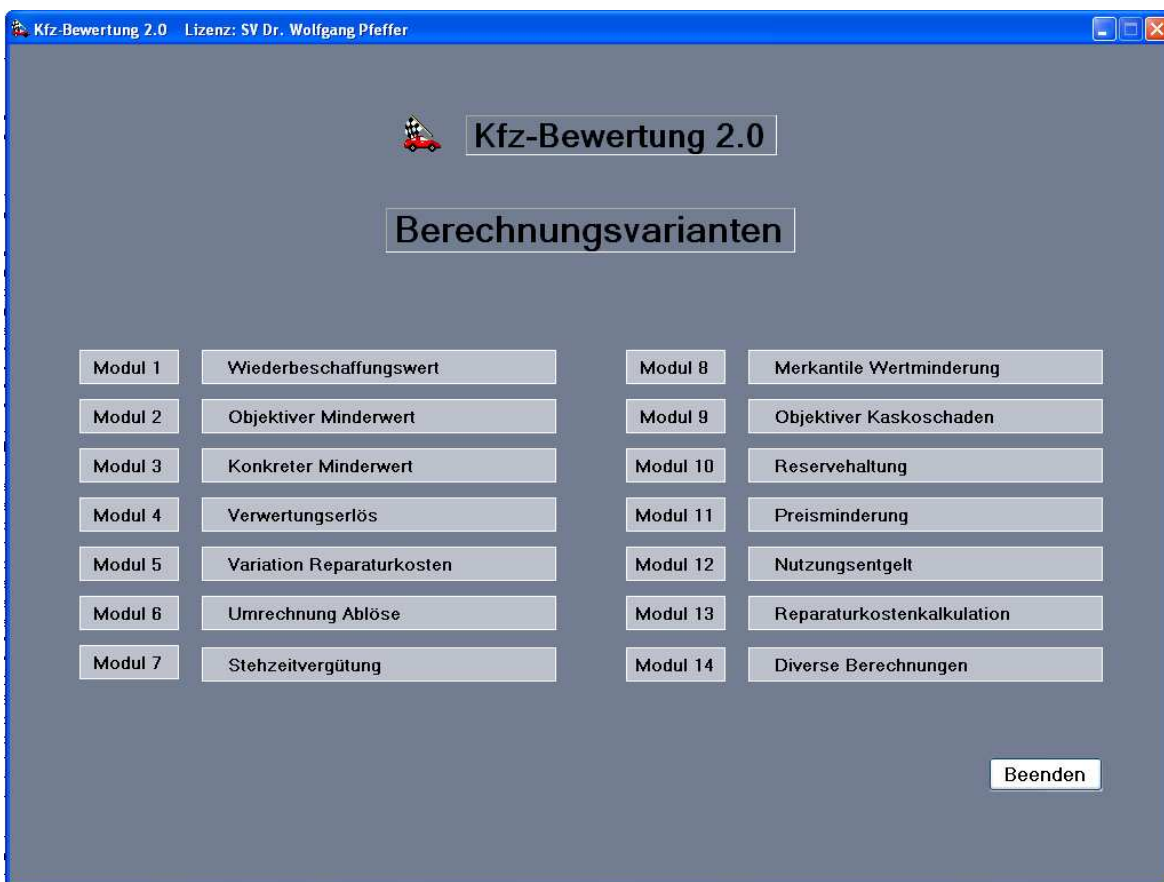 Kfz-Bewertung 2.0 Lizenz: SV Dr. Wolfgang Pfeffer
Kfz-Bewertung 2.0
Berechnungsvarianten
Modul 1 Wiederbeschaffungswert
Modul 2 Objektiver Minderwert
Modul 3 Konkreter Minderwert
Modul 4 Verwertungserlös
Modul 5 Variation Reparaturkosten
Modul 6 Umrechnung Ablöse
Modul 7 Stehzeitvergütung
Modul 8 Merkantile Wertminderung
Modul 9 Objektiver Kaskoschaden
Modul 10 Reservehaltung
Modul 11 Preisminderung
Modul 12 Nutzungsentgelt
Modul 13 Reparaturkostenkalkulation
Modul 14 Diverse Berechnungen
Beenden